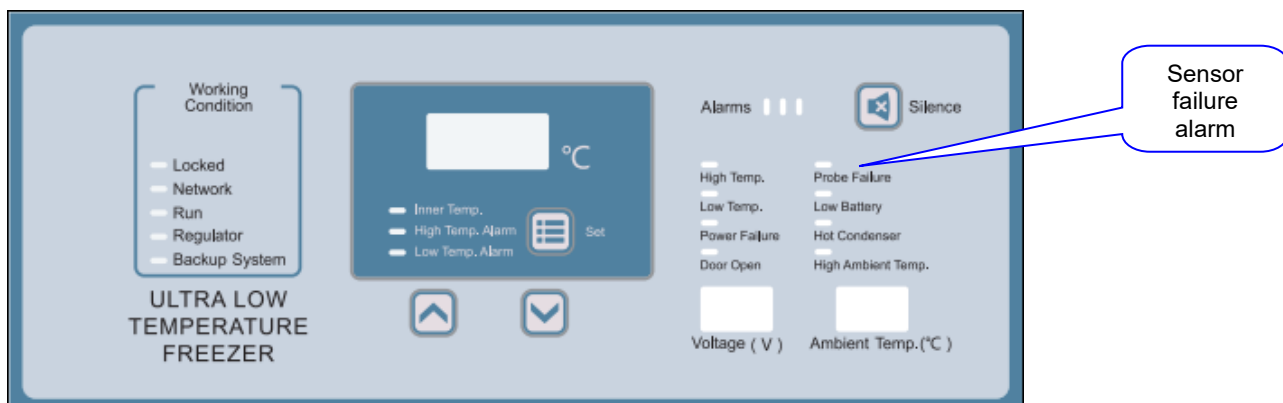 Working
Condition
Locked
Network
Run
Regulator
Backup System
ULTRA LOW
TEMPERATURE
FREEZER
°C
Inner Temp.
High Temp. Alarm
Low Temp. Alarm
Set
Alarms
Silence
High Temp.
Probe Failure
Low Temp.
Low Battery
Power Failure
Hot Condenser
Door Open
High Ambient Temp.
Voltage ( V )
Ambient Temp.(°C )
Sensor
failure
alarm